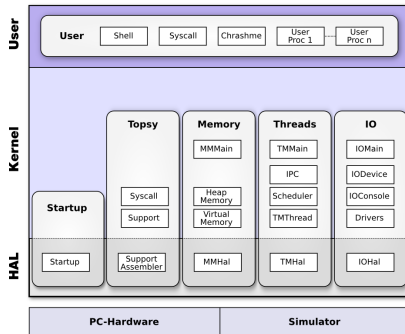 User
User
Shell
Syscall
Chrashme
User
Proc 1
User
Proc n
Kernel
Topsy
Memory
Threads
IO
MMMain
TMMain
IOMain
IPC
IODevice
Startup
Syscall
Heap
Memory
Scheduler
IOConsole
Support
Virtual
Memory
TMThread
Drivers
HAL
Startup
Support
Assembler
MMHal
TMHal
IOHal
PC-Hardware
Simulator